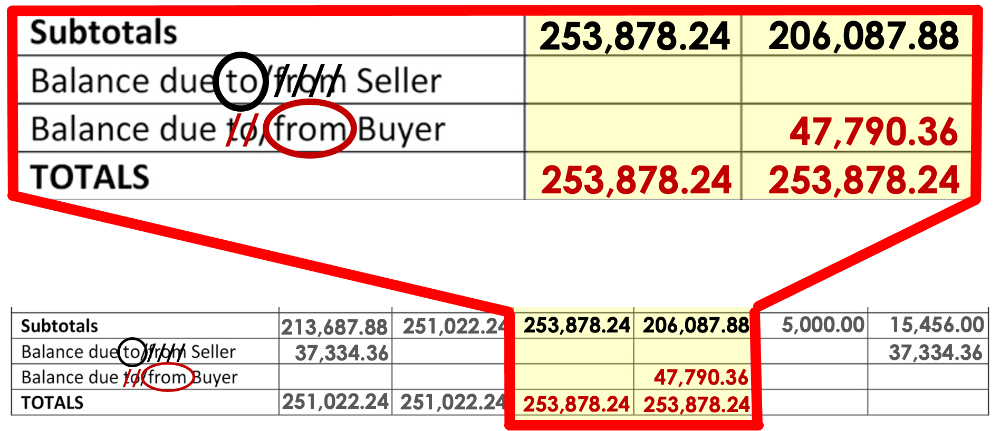 Subtotals 253,878.24 206,087.88
Balance due to/from Seller
Balance due to/from Buyer 47,790.36
TOTALS 253,878.24 253,878.24
Subtotals 213,687.88 251,022.24 253,878.24 206,087.88 5,000.00 15,456.00
Balance due to/from Seller 37,334.36 37,334.36
Balance due to/from Buyer 47,790.36
TOTALS 251,022.24 251,022.24 253,878.24 253,878.24